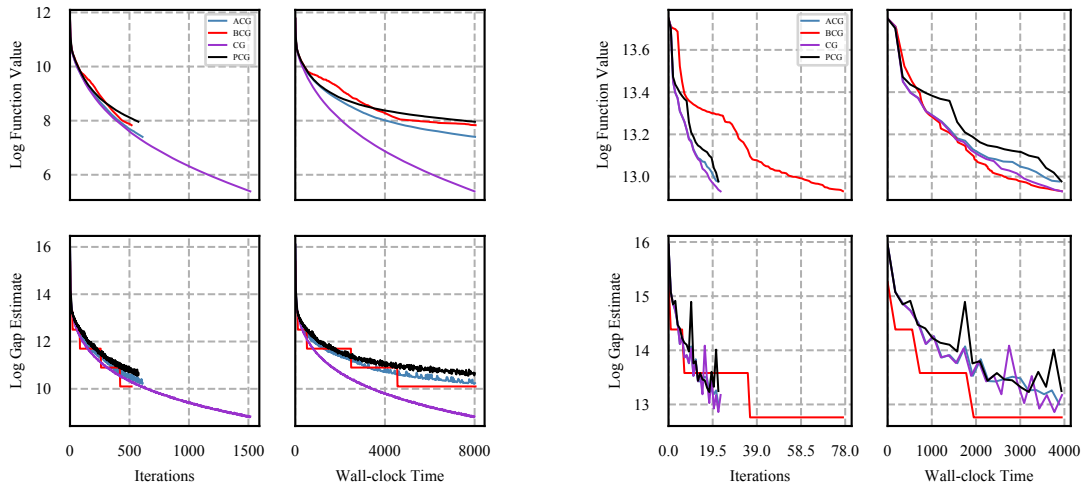 12
10
8
6
Log Function Value
ACG
BCG
CG
PCG
13.6
13.4
13.2
13.0
Log Function Value
ACG
BCG
CG
PCG
16
14
12
10
Log Gap Estimate
0 500 1000 1500
Iterations
0 4000 8000
Wall-clock Time
16
15
14
13
Log Gap Estimate
0.0 19.5 39.0 58.5 78.0
Iterations
0 1000 2000 3000 4000
Wall-clock Time